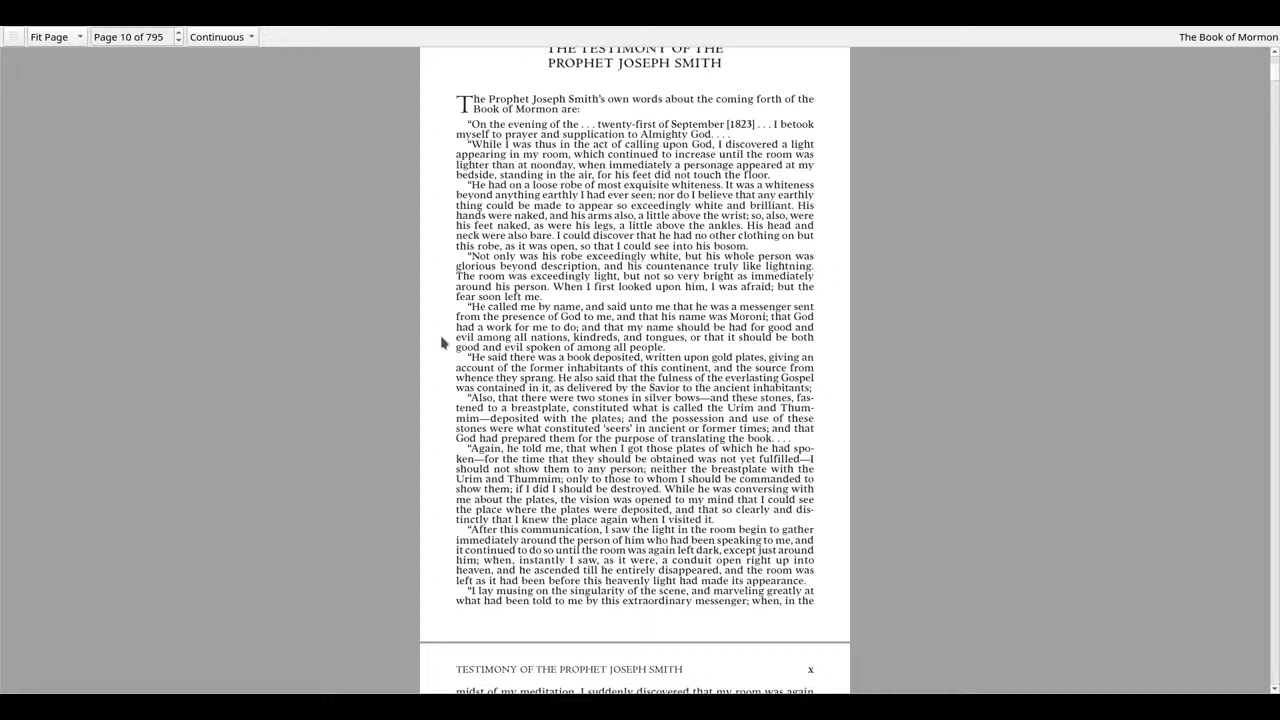 Fit Page
Page 10 of 795
Continuous
The Book of Mormon
THE TESTIMONY OF THE
PROPHET JOSEPH SMITH
The Prophet Joseph Smith's own words about the coming forth of the
Book of Mormon are:
“On the evening of the . . . twenty-first of September [1823] . . . I betook
myself to prayer and supplication to Almighty God. . . .
“While I was thus in the act of calling upon God, I discovered a light
appearing in my room, which continued to increase until the room was
lighter than at noonday, when immediately a personage appeared at my
bedside, standing in the air, for his feet did not touch the floor.
“He had on a loose robe of most exquisite whiteness. It was a whiteness
beyond anything earthly I had ever seen; nor do I believe that any earthly
thing could be made to appear so exceedingly white and brilliant. His
hands were naked, and his arms also, a little above the wrist; so, also, were
his feet naked, as were his legs, a little above the ankles. His head and
neck were also bare. I could discover that he had no other clothing on but
this robe, as it was open, so that I could see into his bosom.
“Not only was his robe exceedingly white, but his whole person was
glorious beyond description, and his countenance truly like lightning.
The room was exceedingly light, but not so very bright as immediately
around his person. When I first looked upon him, I was afraid; but the
fear soon left me.
“He called me by name, and said unto me that he was a messenger sent
from the presence of God to me, and that his name was Moroni; that God
had a work for me to do; and that my name should be had for good and
evil among all nations, kindreds, and tongues, or that it should be both
good and evil spoken of among all people.
“He said there was a book deposited, written upon gold plates, giving an
account of the former inhabitants of this continent, and the source from
whence they sprang. He also said that the fulness of the everlasting Gospel
was contained in it, as delivered by the Savior to the ancient inhabitants;
“Also, that there were two stones in silver bows—and these stones, fas-
tened to a breastplate, constituted what is called the Urim and Thum-
mim—deposited with the plates; and the possession and use of these
stones were what constituted ‘seers’ in ancient or former times; and that
God had prepared them for the purpose of translating the book. . . .
“Again, he told me, that when I got those plates of which he had spo-
ken—for the time that they should be obtained was not yet fulfilled—I
should not show them to any person; neither the breastplate with the
Urim and Thummim; only to those to whom I should be commanded to
show them; if I did I should be destroyed. While he was conversing with
me about the plates, the vision was opened to my mind that I could see
the place where the plates were deposited, and that so clearly and dis-
tinctly that I knew the place again when I visited it.
“After this communication, I saw the light in the room begin to gather
immediately around the person of him who had been speaking to me, and
it continued to do so until the room was again left dark, except just around
him; when, instantly I saw, as it were, a conduit open right up into
heaven, and he ascended till he entirely disappeared, and the room was
left as it had been before this heavenly light had made its appearance.
“I lay musing on the singularity of the scene, and marveling greatly at
what had been told to me by this extraordinary messenger; when, in the
TESTIMONY OF THE PROPHET JOSEPH SMITH x
midst of my meditation, I suddenly discovered that my room was again